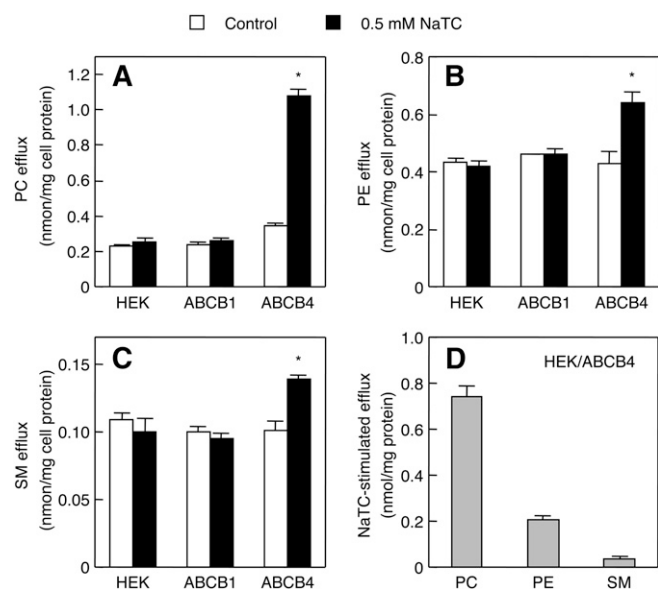 Control 0.5 mM NaTC
A
PC efflux
(nmon/mg cell protein)
1.2
1.0
0.8
0.6
0.4
0.2
0
*
HEK ABCB1 ABCB4
B
PE efflux
(nmon/mg cell protein)
0.8
0.6
0.4
0.2
0
*
HEK ABCB1 ABCB4
C
SM efflux
(nmon/mg cell protein)
0.15
0.10
0.05
0
*
HEK ABCB1 ABCB4
D
HEK/ABCB4
NaTC-stimulated efflux
(nmol/mg protein)
1.0
0.8
0.6
0.4
0.2
0
PC PE SM